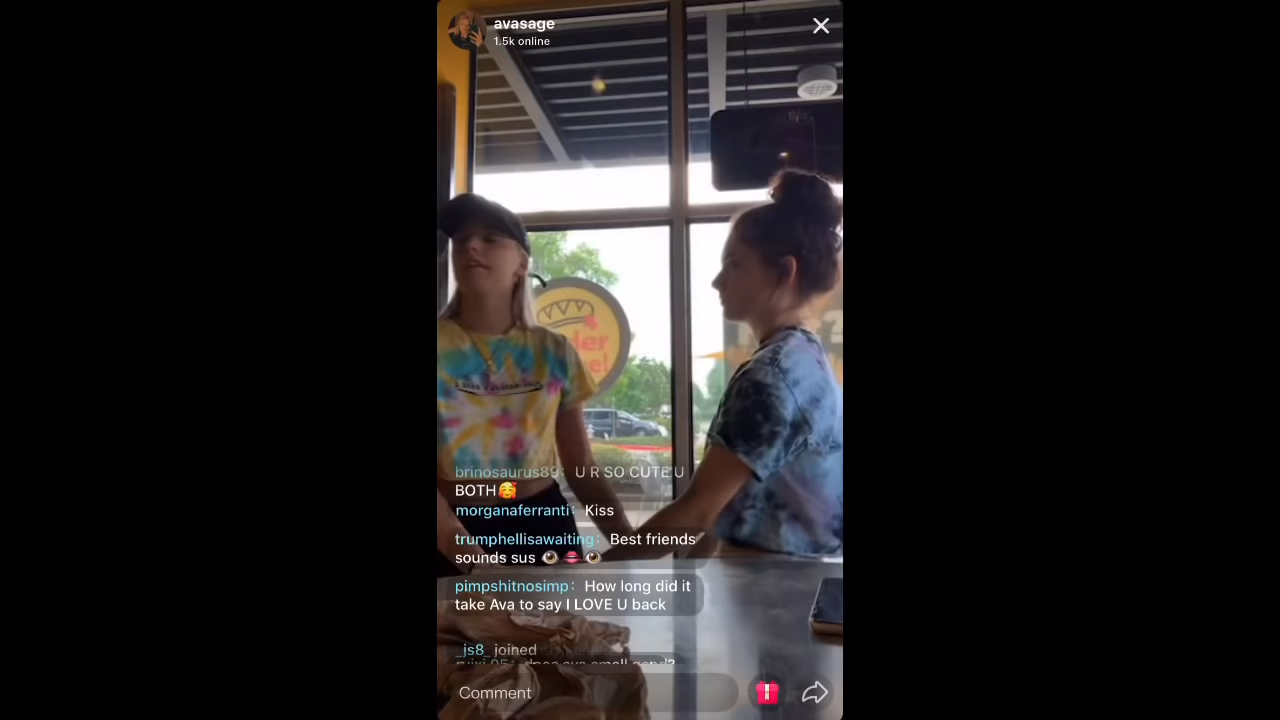 avasage
1.5k online
brinosaurus89: U R SO CUTE U
BOTH🥰
morganaferranti: Kiss
trumphellisawaiting: Best friends
sounds sus 👁👄👁
pimpshitnosimp: How long did it
take Ava to say I LOVE U back
_js8_ joined
Comment